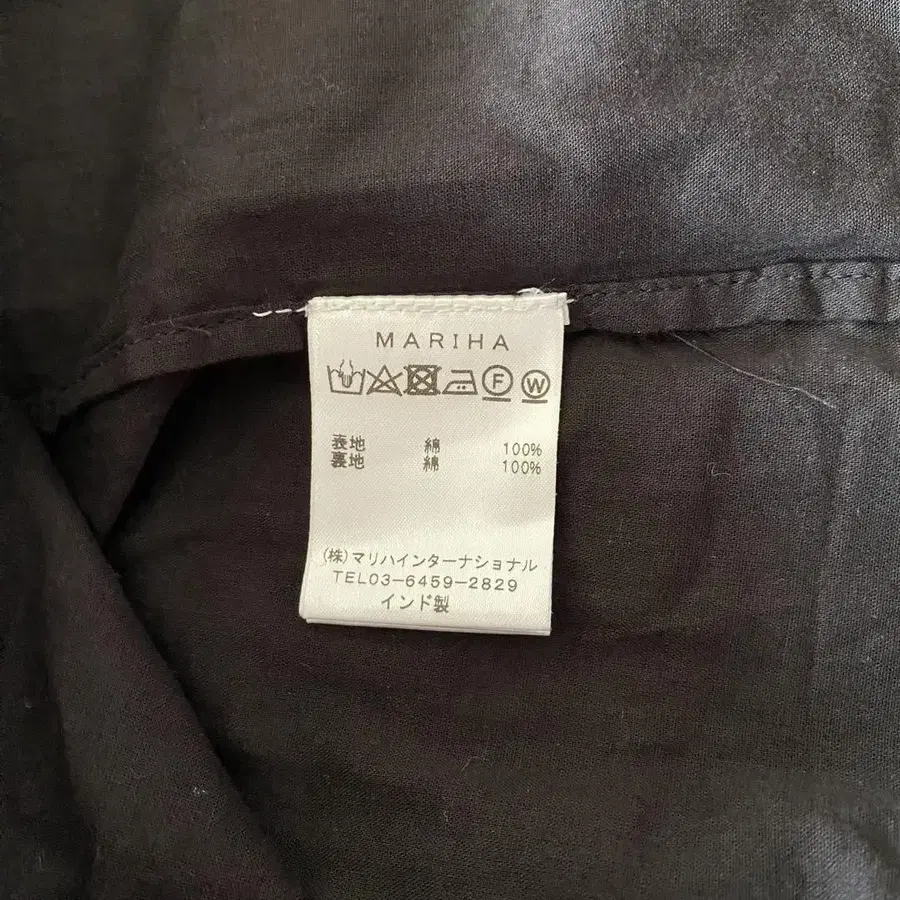 MARIHA
F W
表地 綿 100%
裏地 綿 100%
(株)マリハインターナショナル
TEL03-6459-2829
インド製